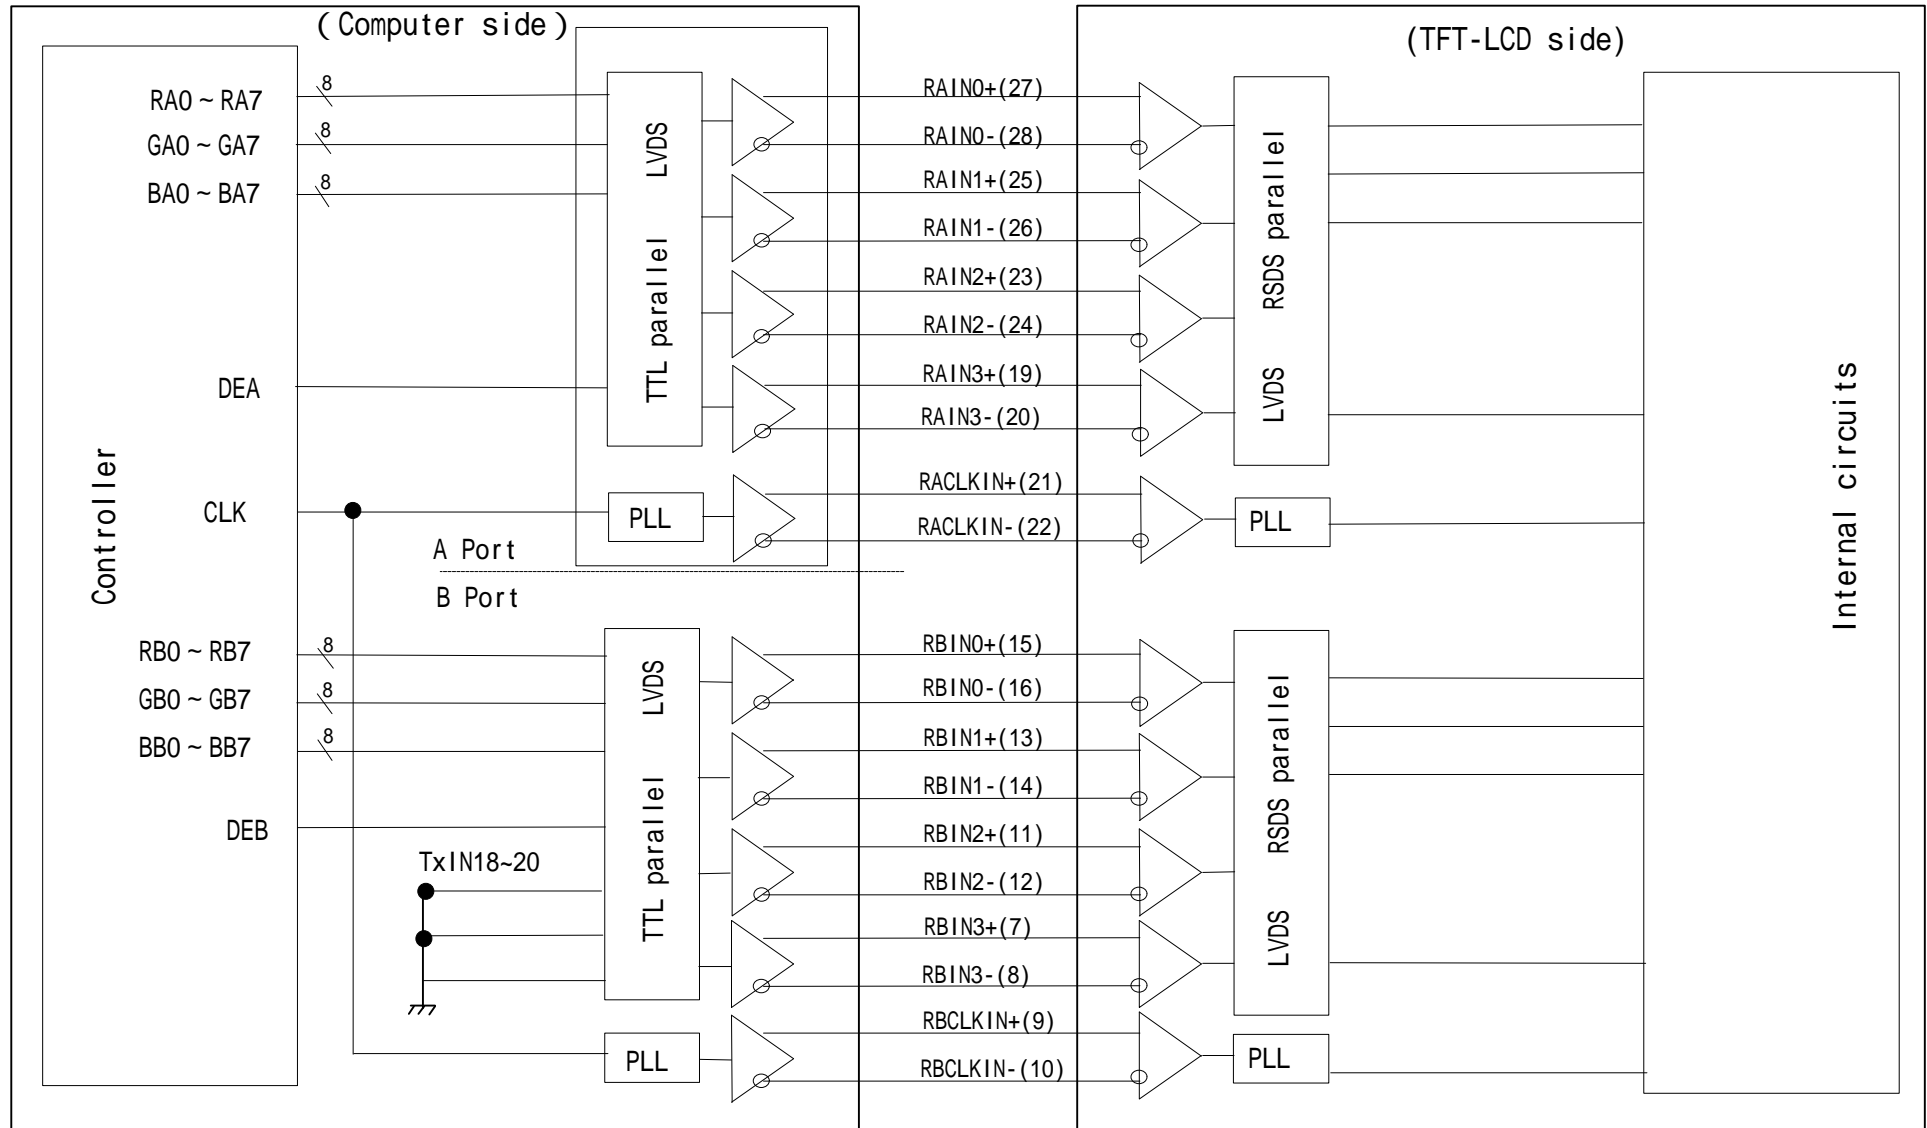 (Computer side)
(TFT-LCD side)
Controller
RA0 ~ RA7
8
GA0 ~ GA7
8
BA0 ~ BA7
8
DEA
CLK
TTL parallel LVDS
PLL
A Port
B Port
RAIN0+(27)
RAIN0-(28)
RAIN1+(25)
RAIN1-(26)
RAIN2+(23)
RAIN2-(24)
RAIN3+(19)
RAIN3-(20)
RACLKIN+(21)
RACLKIN-(22)
LVDS RSDS parallel
PLL
Internal circuits
RB0 ~ RB7
8
GB0 ~ GB7
8
BB0 ~ BB7
8
DEB
TxIN18~20
TTL parallel LVDS
PLL
RBIN0+(15)
RBIN0-(16)
RBIN1+(13)
RBIN1-(14)
RBIN2+(11)
RBIN2-(12)
RBIN3+(7)
RBIN3-(8)
RBCLKIN+(9)
RBCLKIN-(10)
LVDS RSDS parallel
PLL